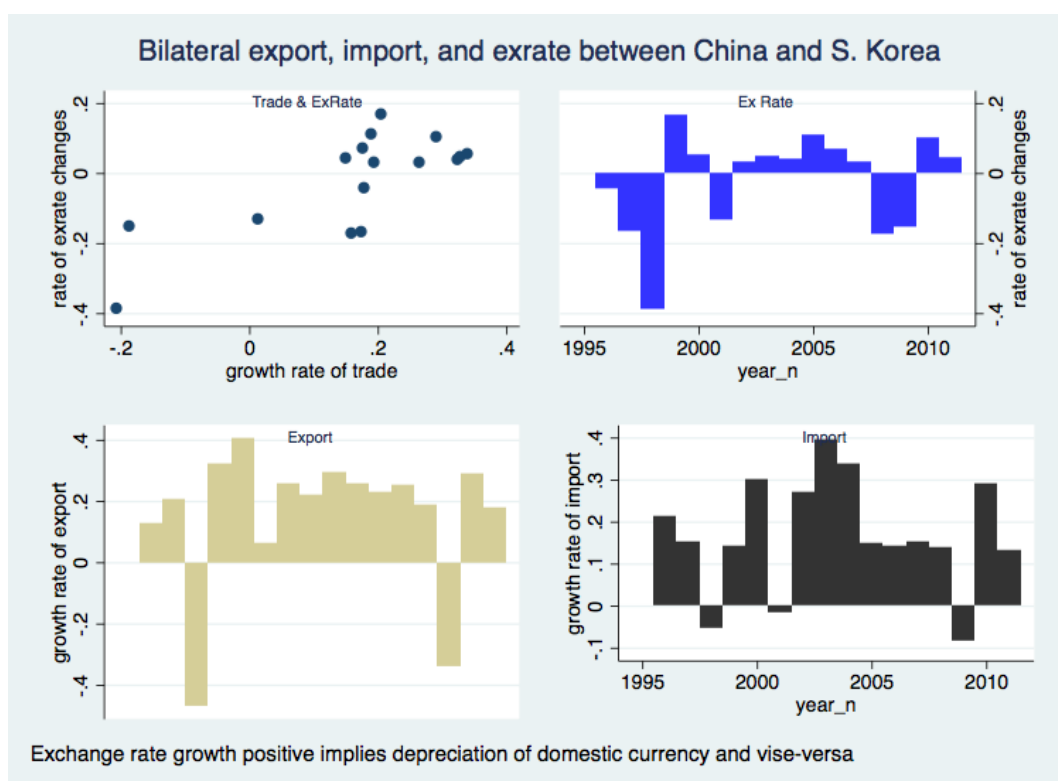 Bilateral export, import, and exrate between China and S. Korea
Trade & ExRate
rate of exrate changes
.2
0
-.2
-.4
-.2
0
.2
.4
growth rate of trade
Ex Rate
.2
0
-.2
-.4
rate of exrate changes
1995
2000
2005
2010
year_n
Export
growth rate of export
.4
.2
0
-.2
-.4
Import
growth rate of import
.4
.3
.2
.1
0
-.1
1995
2000
2005
2010
year_n
Exchange rate growth positive implies depreciation of domestic currency and vise-versa